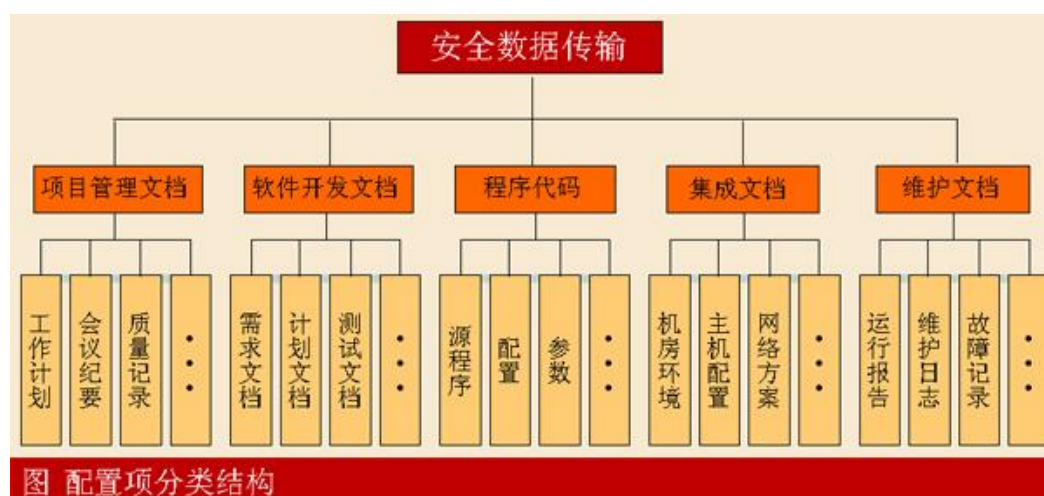 安全数据传输
项目管理文档
软件开发文档
程序代码
集成文档
维护文档
工作计划
会议纪要
质量记录
···
需求文档
计划文档
测试文档
···
源程序
配置
参数
···
机房环境
主机配置
网络方案
···
运行报告
维护日志
故障记录
···
图 配置项分类结构